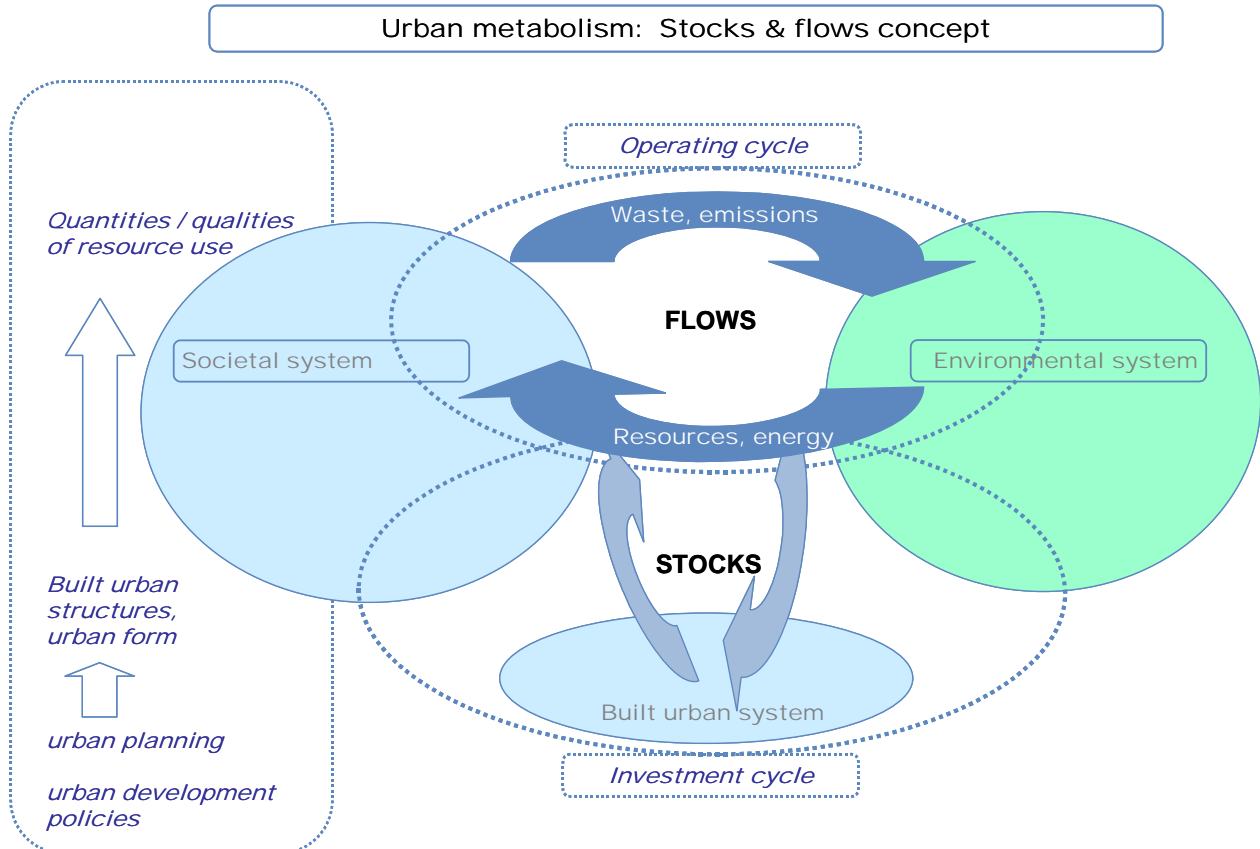 Urban metabolism: Stocks & flows concept
Operating cycle
Waste, emissions
Quantities / qualities
of resource use
FLOWS
Societal system
Environmental system
Resources, energy
STOCKS
Built urban
structures,
urban form
Built urban system
urban planning
Investment cycle
urban development
policies